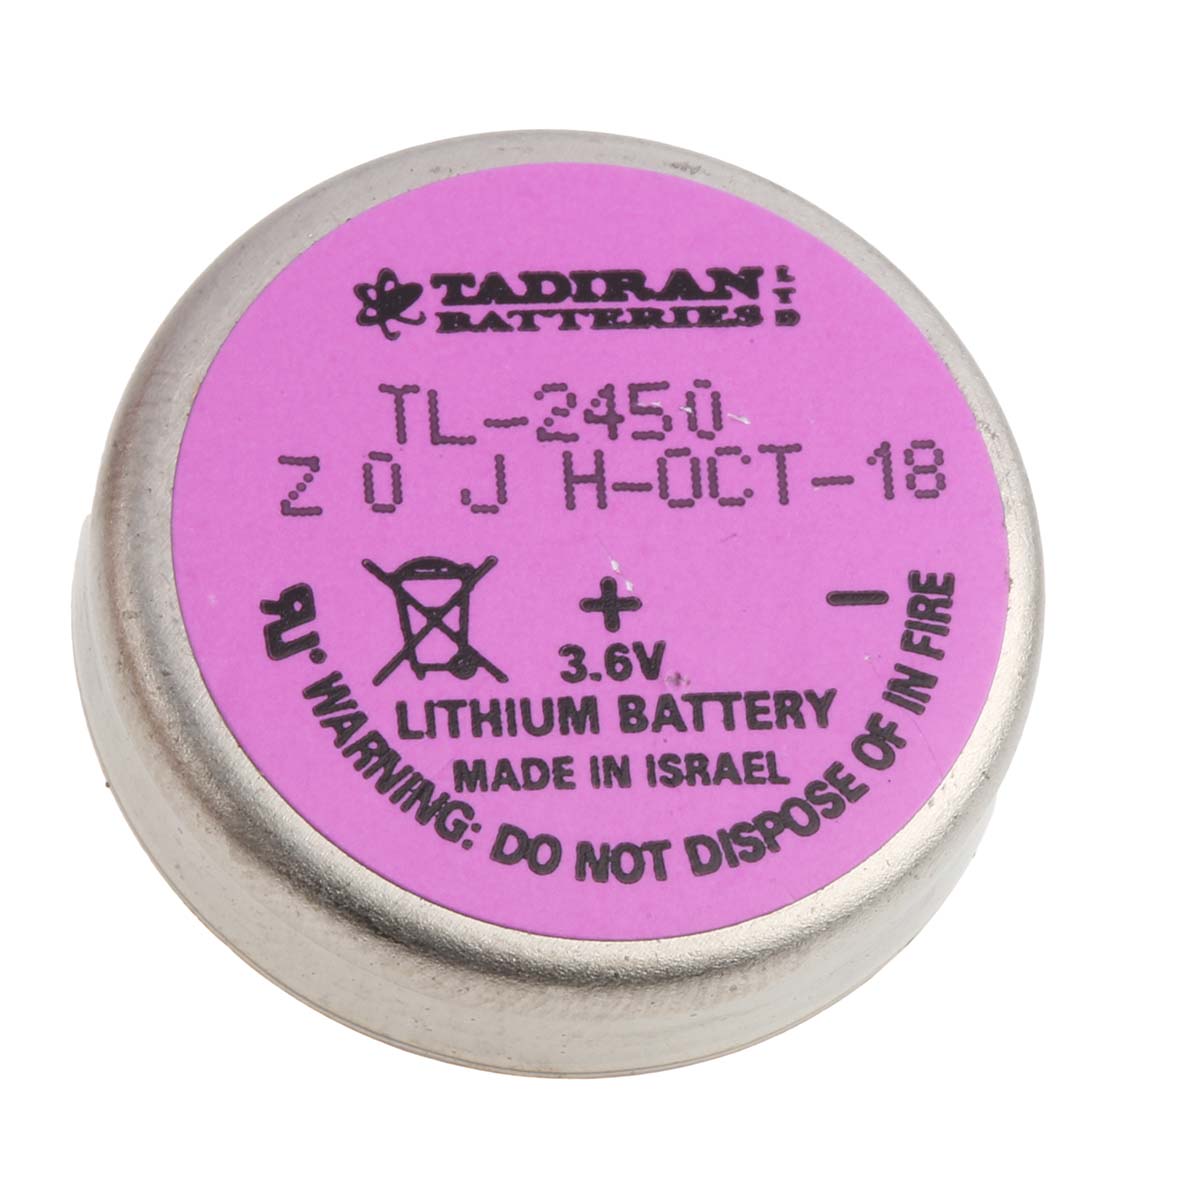 TADIRAN LTD
BATTERIES
TL-2450
Z 0 J H-OCT-18
+ -
3.6V
LITHIUM BATTERY
MADE IN ISRAEL
WARNING: DO NOT DISPOSE OF IN FIRE